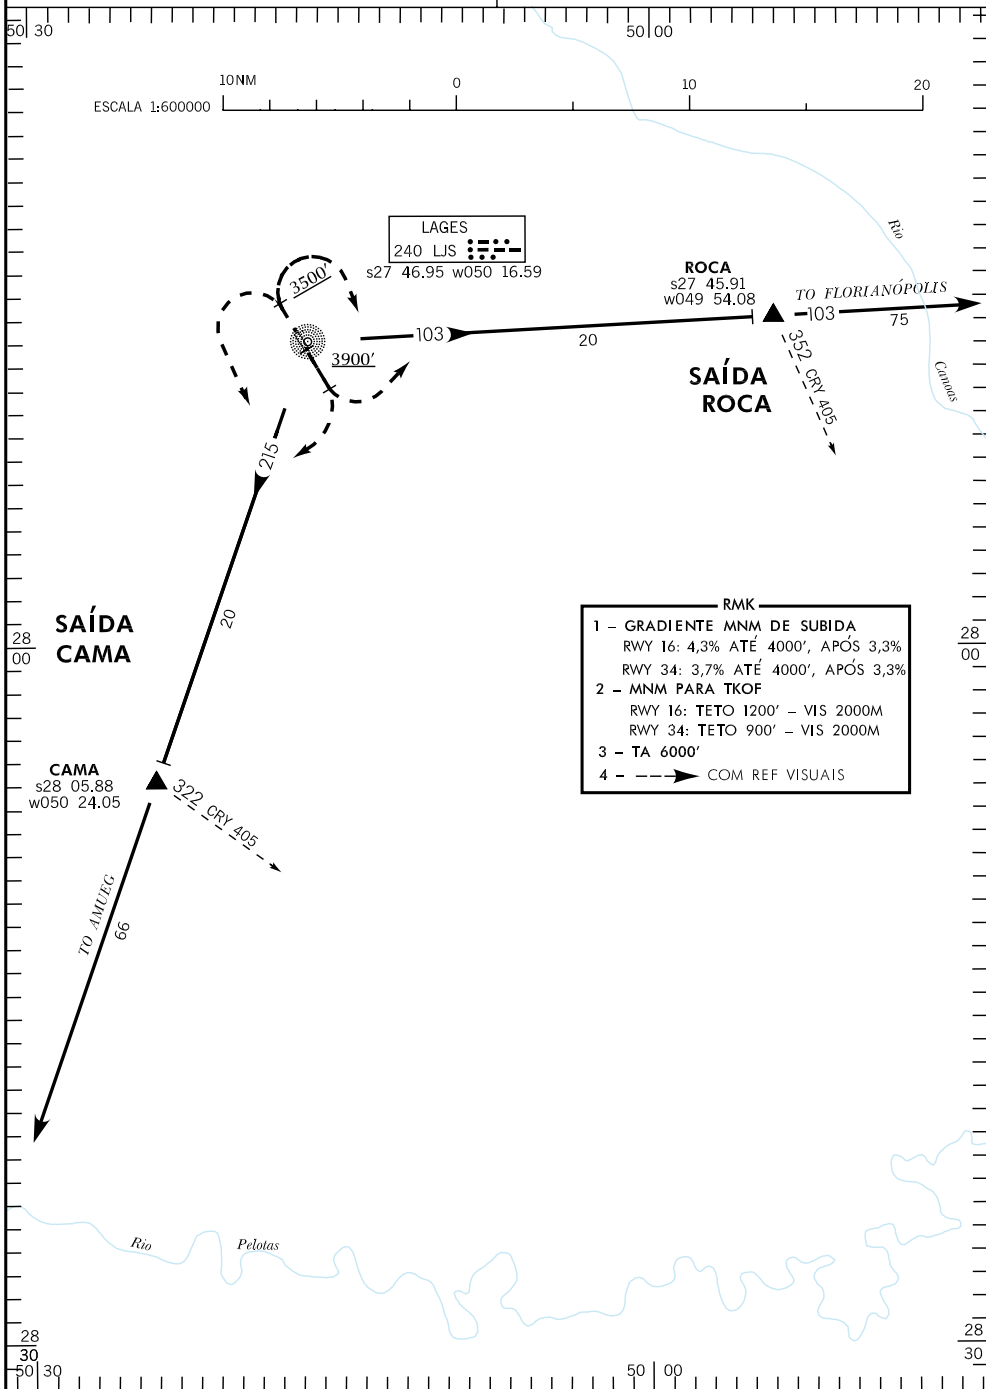 50 30
50 00
10NM 0 10 20
ESCALA 1:600000
LAGES
240 LJS
s27 46.95 w050 16.59
3500'
3900'
103
20
ROCA
s27 45.91
w049 54.08
TO FLORIANÓPOLIS
103
75
352 CRY 405
Rio
Canoas
SAÍDA
ROCA
215
20
SAÍDA
CAMA
28
00
28
00
RMK
1 – GRADIENTE MNM DE SUBIDA
RWY 16: 4,3% ATÉ 4000', APÓS 3,3%
RWY 34: 3,7% ATÉ 4000', APÓS 3,3%
2 – MNM PARA TKOF
RWY 16: TETO 1200' – VIS 2000M
RWY 34: TETO 900' – VIS 2000M
3 – TA 6000'
4 – COM REF VISUAIS
CAMA
s28 05.88
w050 24.05
322 CRY 405
TO AMUEG
66
Rio Pelotas
28
30
28
30
50 30
50 00